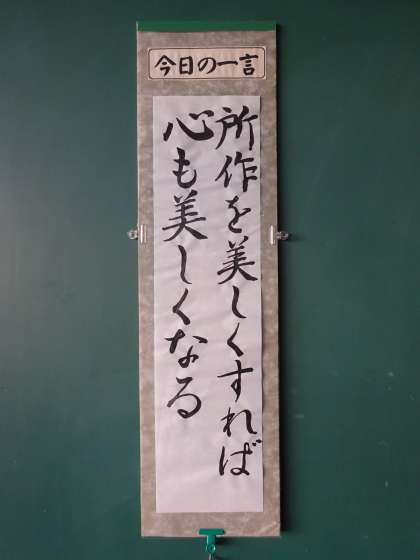 今日の一言
所作を美しくすれば
心も美しくなる